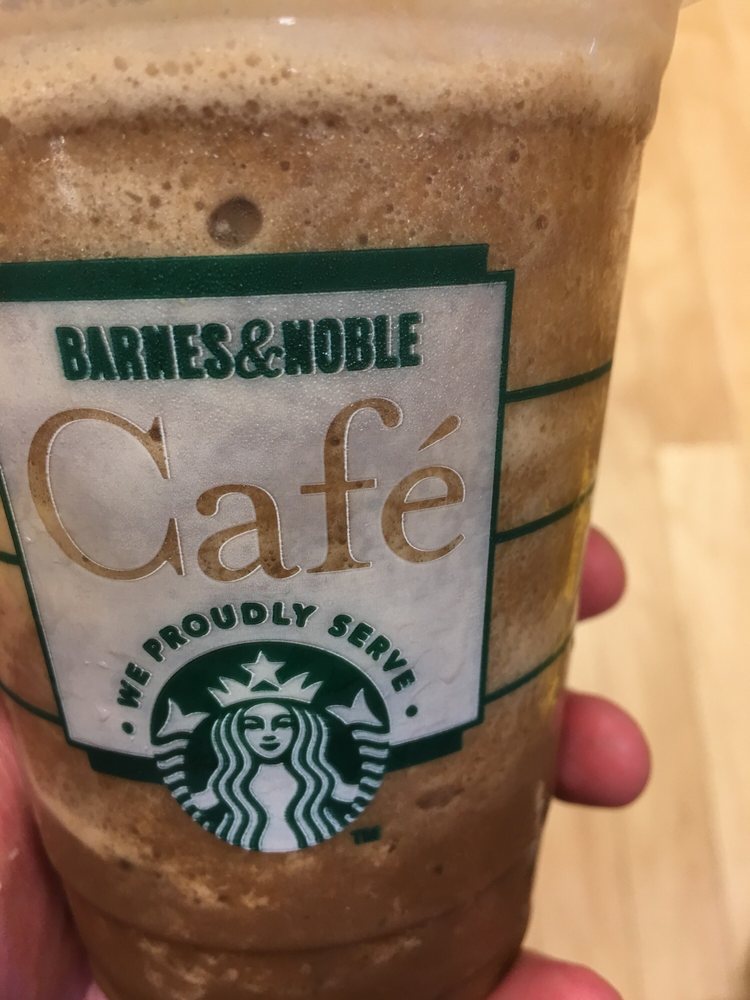 BARNES&NOBLE
Café
• WE PROUDLY SERVE •
TM